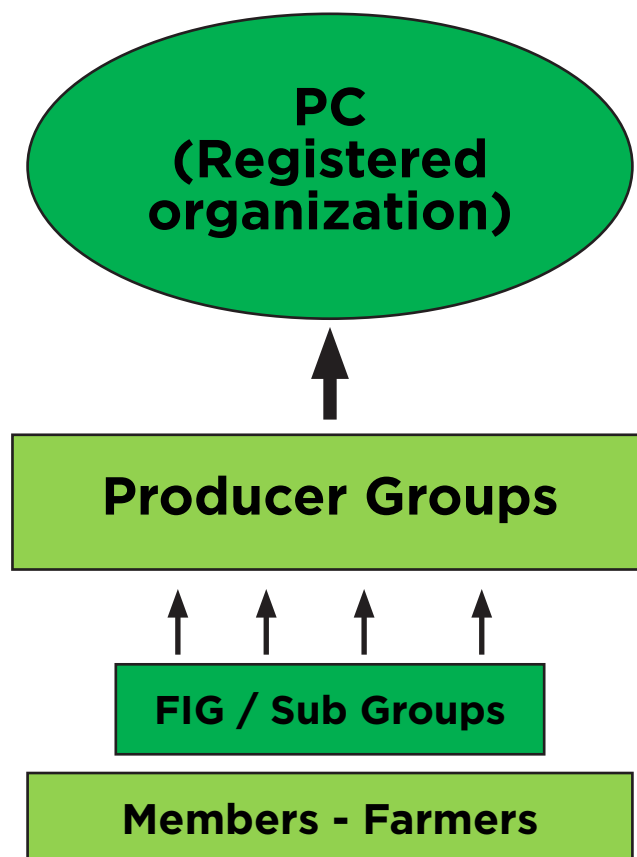 PC
(Registered
organization)
Producer Groups
FIG / Sub Groups
Members - Farmers